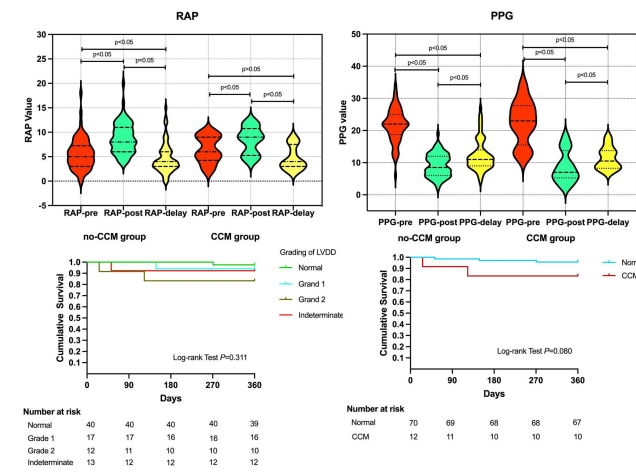 RAP
PPG
30
25
20
15
10
5
0
-5
RAP Value
p<0.05
p<0.05
p<0.05
p>0.05
p<0.05
p<0.05
RAP-pre RAP-post RAP-delay RAP-pre RAP-post RAP-delay
no-CCM group CCM group
50
40
30
20
10
0
PPG value
p<0.05
p<0.05
p<0.05
p<0.05
p<0.05
p<0.05
PPG-pre PPG-post PPG-delay PPG-pre PPG-post PPG-delay
no-CCM group CCM group
Grading of LVDD
Normal
Grand 1
Grand 2
Indeterminate
1.0
0.9
0.8
0.7
0.6
0.5
0.4
0.3
0.2
0.1
Cumulative Survival
Log-rank Test P=0.311
0 90 180 270 360
Days
Number at risk
Normal 40 40 40 40 39
Grade 1 17 17 16 16 16
Grade 2 12 11 10 10 10
Indeterminate 13 12 12 12 12
1.0
0.9
0.8
0.7
0.6
0.5
0.4
0.3
0.2
0.1
Cumulative Survival
Nor
CCM
Log-rank Test P=0.080
0 90 180 270 360
Days
Number at risk
Normal 70 69 68 68 67
CCM 12 11 10 10 10